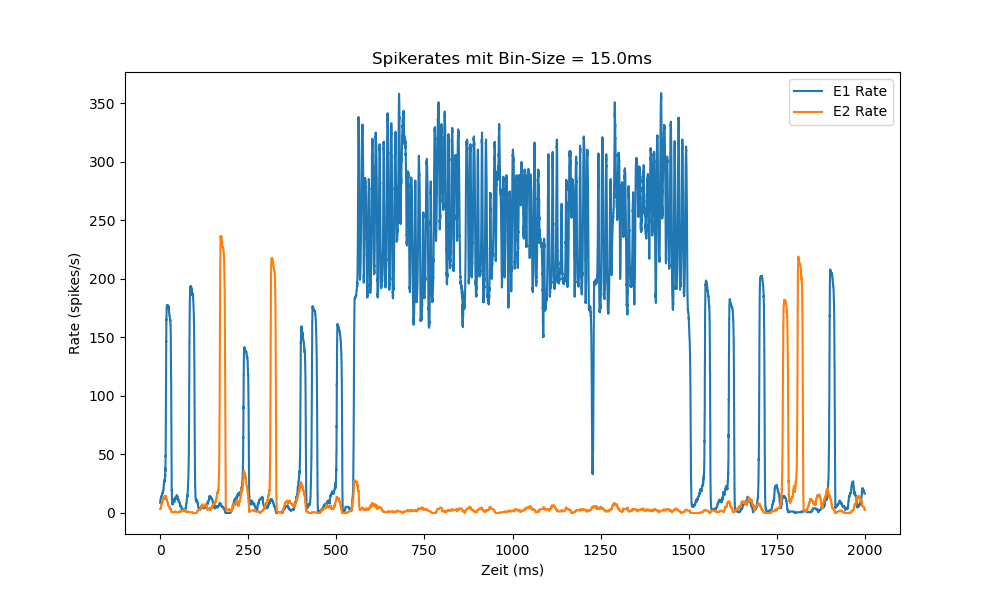 Spikerates mit Bin-Size = 15.0ms
E1 Rate
E2 Rate
350
300
250
200
150
100
50
0
Rate (spikes/s)
0 250 500 750 1000 1250 1500 1750 2000
Zeit (ms)